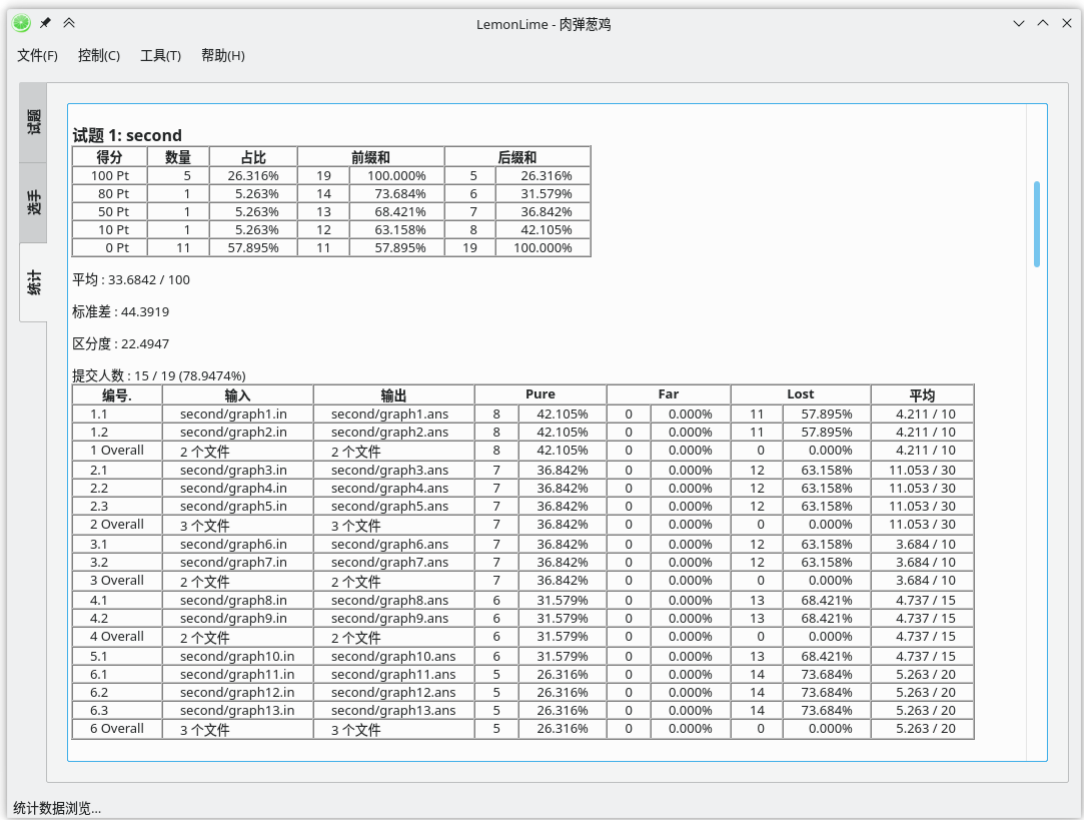 LemonLime - 肉弹葱鸡
文件(F) 控制(C) 工具(T) 帮助(H)
试题
选手
统计
试题 1: second
得分 数量 占比 前缀和 后缀和
100 Pt 5 26.316% 19 100.000% 5 26.316%
80 Pt 1 5.263% 14 73.684% 6 31.579%
50 Pt 1 5.263% 13 68.421% 7 36.842%
10 Pt 1 5.263% 12 63.158% 8 42.105%
0 Pt 11 57.895% 11 57.895% 19 100.000%
平均 : 33.6842 / 100
标准差 : 44.3919
区分度 : 22.4947
提交人数 : 15 / 19 (78.9474%)
编号. 输入 输出 Pure Far Lost 平均
1.1 second/graph1.in second/graph1.ans 8 42.105% 0 0.000% 11 57.895% 4.211 / 10
1.2 second/graph2.in second/graph2.ans 8 42.105% 0 0.000% 11 57.895% 4.211 / 10
1 Overall 2 个文件 2 个文件 8 42.105% 0 0.000% 0 0.000% 4.211 / 10
2.1 second/graph3.in second/graph3.ans 7 36.842% 0 0.000% 12 63.158% 11.053 / 30
2.2 second/graph4.in second/graph4.ans 7 36.842% 0 0.000% 12 63.158% 11.053 / 30
2.3 second/graph5.in second/graph5.ans 7 36.842% 0 0.000% 12 63.158% 11.053 / 30
2 Overall 3 个文件 3 个文件 7 36.842% 0 0.000% 0 0.000% 11.053 / 30
3.1 second/graph6.in second/graph6.ans 7 36.842% 0 0.000% 12 63.158% 3.684 / 10
3.2 second/graph7.in second/graph7.ans 7 36.842% 0 0.000% 12 63.158% 3.684 / 10
3 Overall 2 个文件 2 个文件 7 36.842% 0 0.000% 0 0.000% 3.684 / 10
4.1 second/graph8.in second/graph8.ans 6 31.579% 0 0.000% 13 68.421% 4.737 / 15
4.2 second/graph9.in second/graph9.ans 6 31.579% 0 0.000% 13 68.421% 4.737 / 15
4 Overall 2 个文件 2 个文件 6 31.579% 0 0.000% 0 0.000% 4.737 / 15
5.1 second/graph10.in second/graph10.ans 6 31.579% 0 0.000% 13 68.421% 4.737 / 15
6.1 second/graph11.in second/graph11.ans 5 26.316% 0 0.000% 14 73.684% 5.263 / 20
6.2 second/graph12.in second/graph12.ans 5 26.316% 0 0.000% 14 73.684% 5.263 / 20
6.3 second/graph13.in second/graph13.ans 5 26.316% 0 0.000% 14 73.684% 5.263 / 20
6 Overall 3 个文件 3 个文件 5 26.316% 0 0.000% 0 0.000% 5.263 / 20
统计数据浏览...